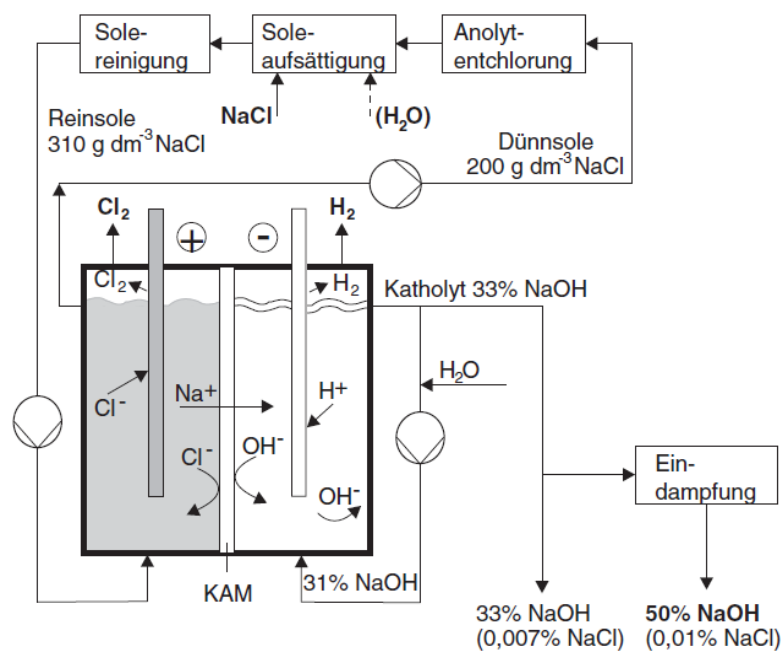 Sole-
reinigung
Sole-
aufsättigung
Anolyt-
entchlorung
Reinsole
310 g dm-3 NaCl
NaCl
(H2O)
Dünnsole
200 g dm-3 NaCl
Cl2
+
-
H2
Cl2
H2
Katholyt 33% NaOH
H2O
Cl-
Na+
H+
Cl-
OH-
OH-
Ein-
dampfung
KAM
31% NaOH
33% NaOH
(0,007% NaCl)
50% NaOH
(0,01% NaCl)